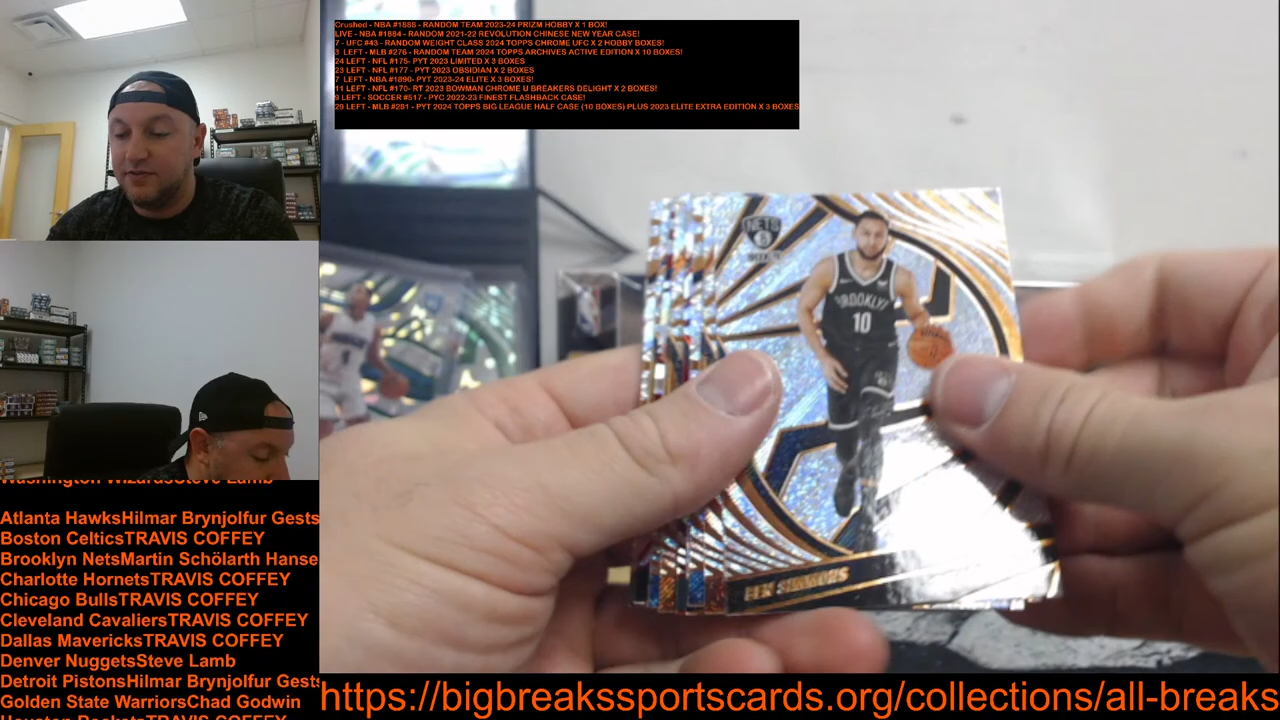 Crushed - NBA #1888 - RANDOM TEAM 2023-24 PRIZM HOBBY X 1 BOX!
LIVE - NBA #1884 - RANDOM 2021-22 REVOLUTION CHINESE NEW YEAR CASE!
7 - UFC #43 - RANDOM WEIGHT CLASS 2024 TOPPS CHROME UFC X 2 HOBBY BOXES!
3 LEFT - MLB #276 - RANDOM TEAM 2024 TOPPS ARCHIVES ACTIVE EDITION X 10 BOXES!
24 LEFT - NFL #175- PYT 2023 LIMITED X 3 BOXES
23 LEFT - NFL #177 - PYT 2023 OBSIDIAN X 2 BOXES
7 LEFT - NBA #1890- PYT 2023-24 ELITE X 3 BOXES!
11 LEFT - NFL #170- RT 2023 BOWMAN CHROME U BREAKERS DELIGHT X 2 BOXES!
9 LEFT - SOCCER #517 - PYC 2022-23 FINEST FLASHBACK CASE!
29 LEFT - MLB #281 - PYT 2024 TOPPS BIG LEAGUE HALF CASE (10 BOXES) PLUS 2023 ELITE EXTRA EDITION X 3 BOXES
NETS
BROOKLYN
10
BEN SIMMONS
Washington WizardsSteve Lamb
Atlanta HawksHilmar Brynjolfur Gests
Boston CelticsTRAVIS COFFEY
Brooklyn NetsMartin Schölarth Hanse
Charlotte HornetsTRAVIS COFFEY
Chicago BullsTRAVIS COFFEY
Cleveland CavaliersTRAVIS COFFEY
Dallas MavericksTRAVIS COFFEY
Denver NuggetsSteve Lamb
Detroit PistonsHilmar Brynjolfur Gests
Golden State WarriorsChad Godwin
Houston RocketsTRAVIS COFFEY
https://bigbreakssportscards.org/collections/all-breaks